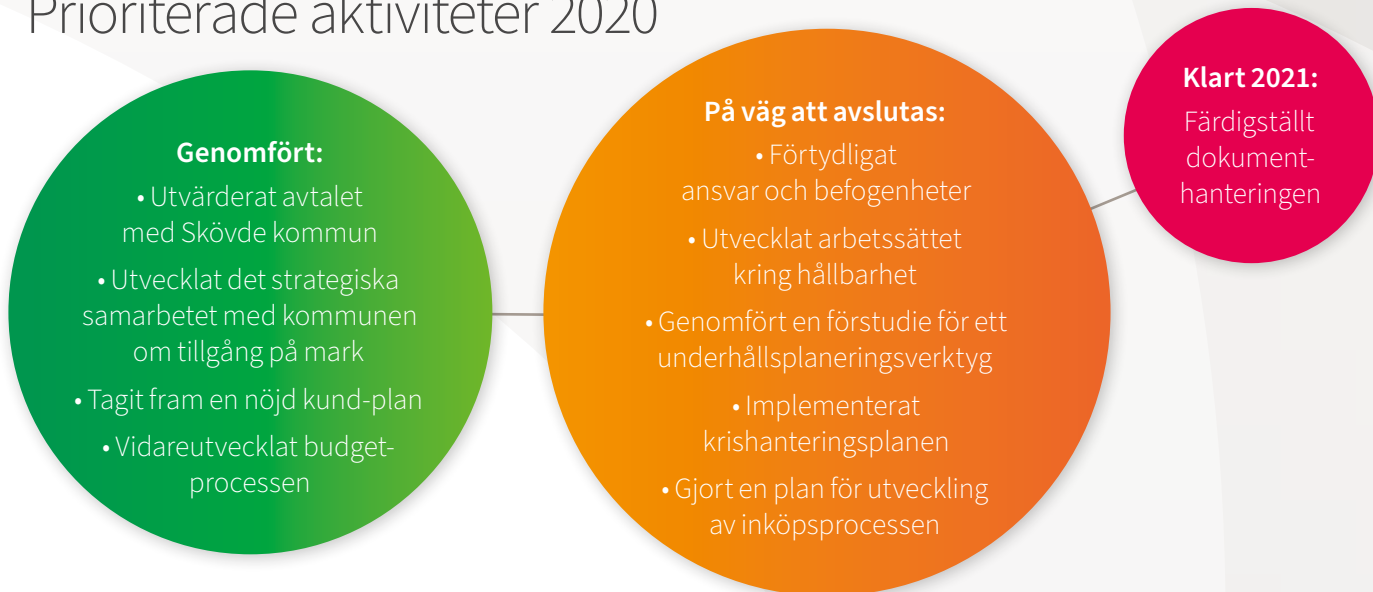 Prioriterade aktiviteter 2020
Genomfört:
• Utvärderat avtalet
med Skövde kommun
• Utvecklat det strategiska
samarbetet med kommunen
om tillgång på mark
• Tagit fram en nöjd kund-plan
• Vidareutvecklat budget-
processen
På väg att avslutas:
• Förtydligat
ansvar och befogenheter
• Utvecklat arbetssättet
kring hållbarhet
• Genomfört en förstudie för ett
underhållsplaneringsverktyg
• Implementerat
krishanteringsplanen
• Gjort en plan för utveckling
av inköpsprocessen
Klart 2021:
Färdigställt
dokument-
hanteringen